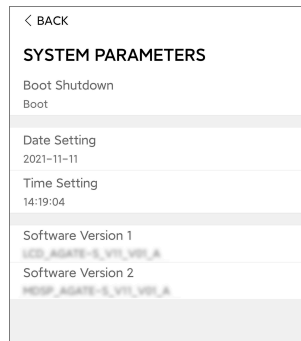 < BACK
SYSTEM PARAMETERS
Boot Shutdown
Boot
Date Setting
2021-11-11
Time Setting
14:19:04
Software Version 1
LCD_AGATE-S_V11_V01_A
Software Version 2
MDSP_AGATE-S_V11_V01_A